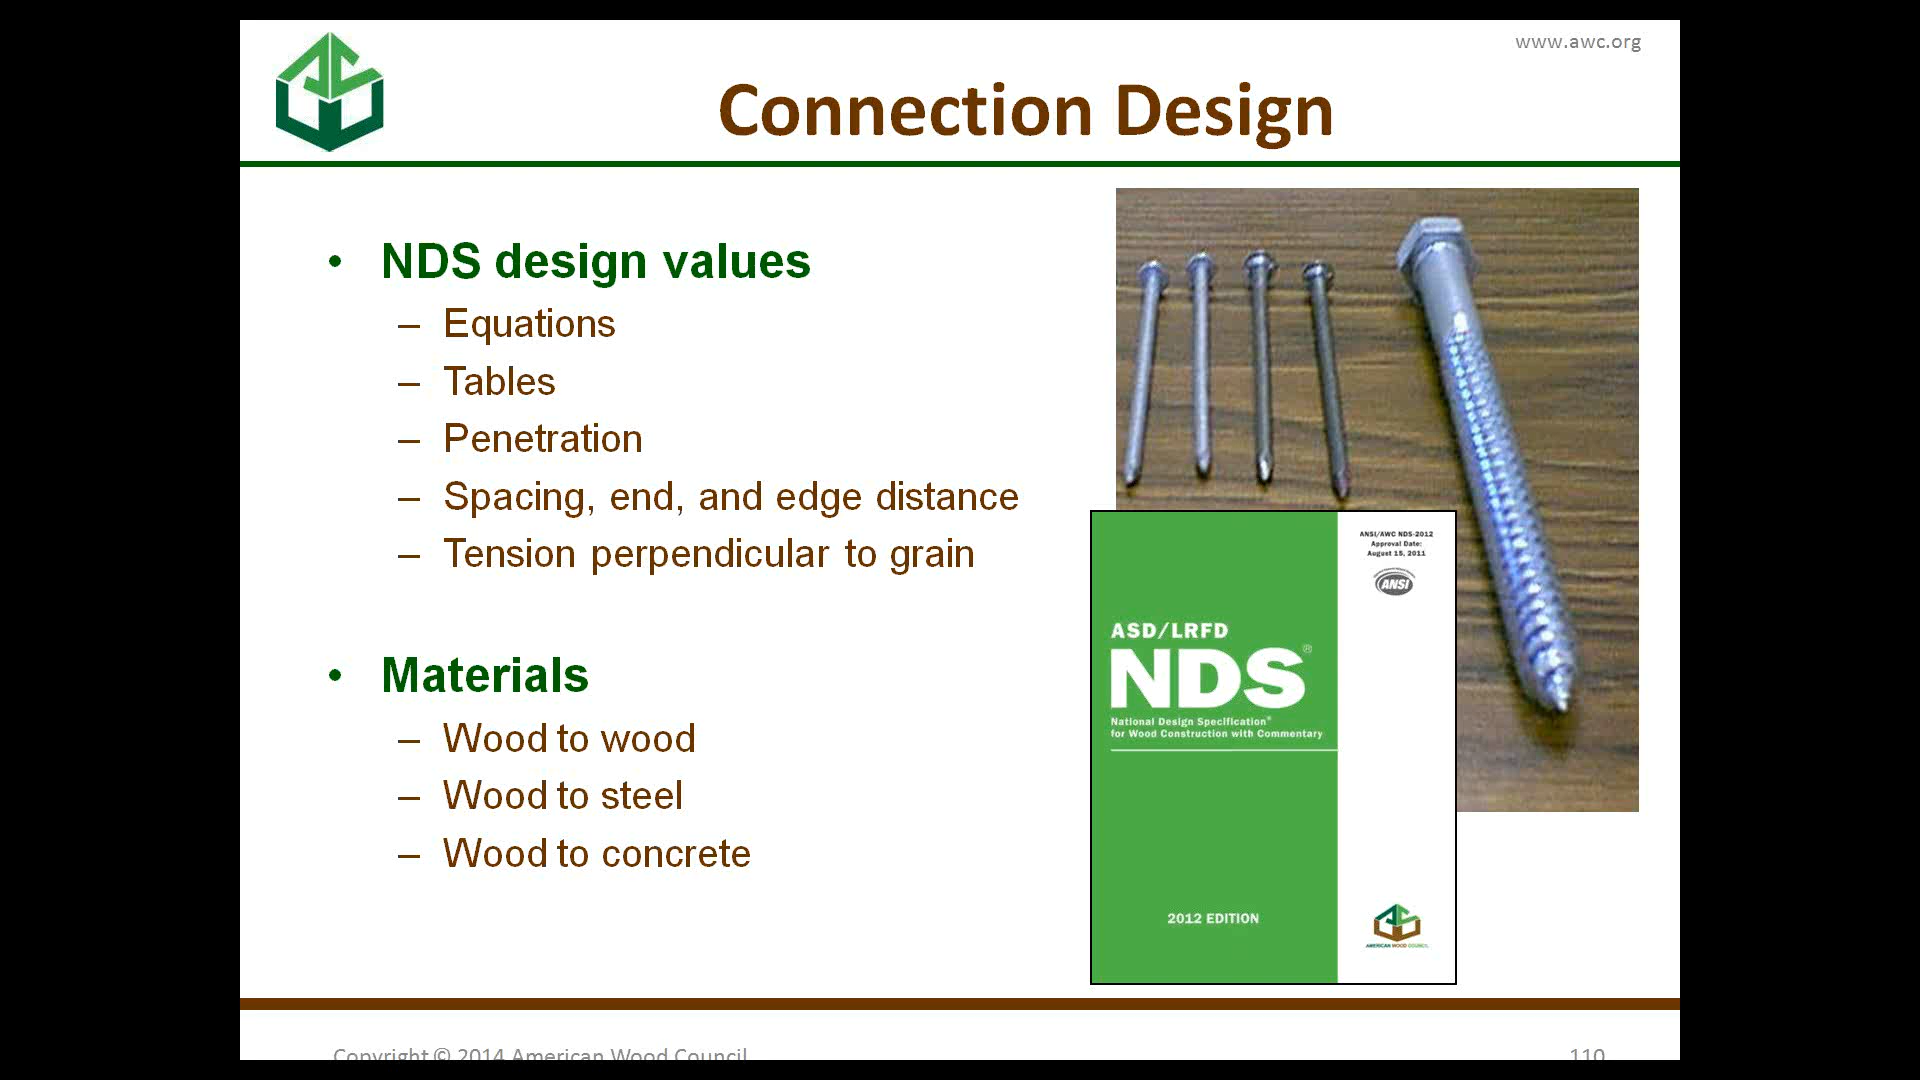 www.awc.org
Connection Design
• NDS design values
– Equations
– Tables
– Penetration
– Spacing, end, and edge distance
– Tension perpendicular to grain
• Materials
– Wood to wood
– Wood to steel
– Wood to concrete
ANSI/AWC NDS-2012
Approval Date:
August 15, 2011
ANSI
ASD/LRFD
NDS®
National Design Specification®
for Wood Construction with Commentary
2012 EDITION
AMERICAN WOOD COUNCIL
Copyright © 2014 American Wood Council
110